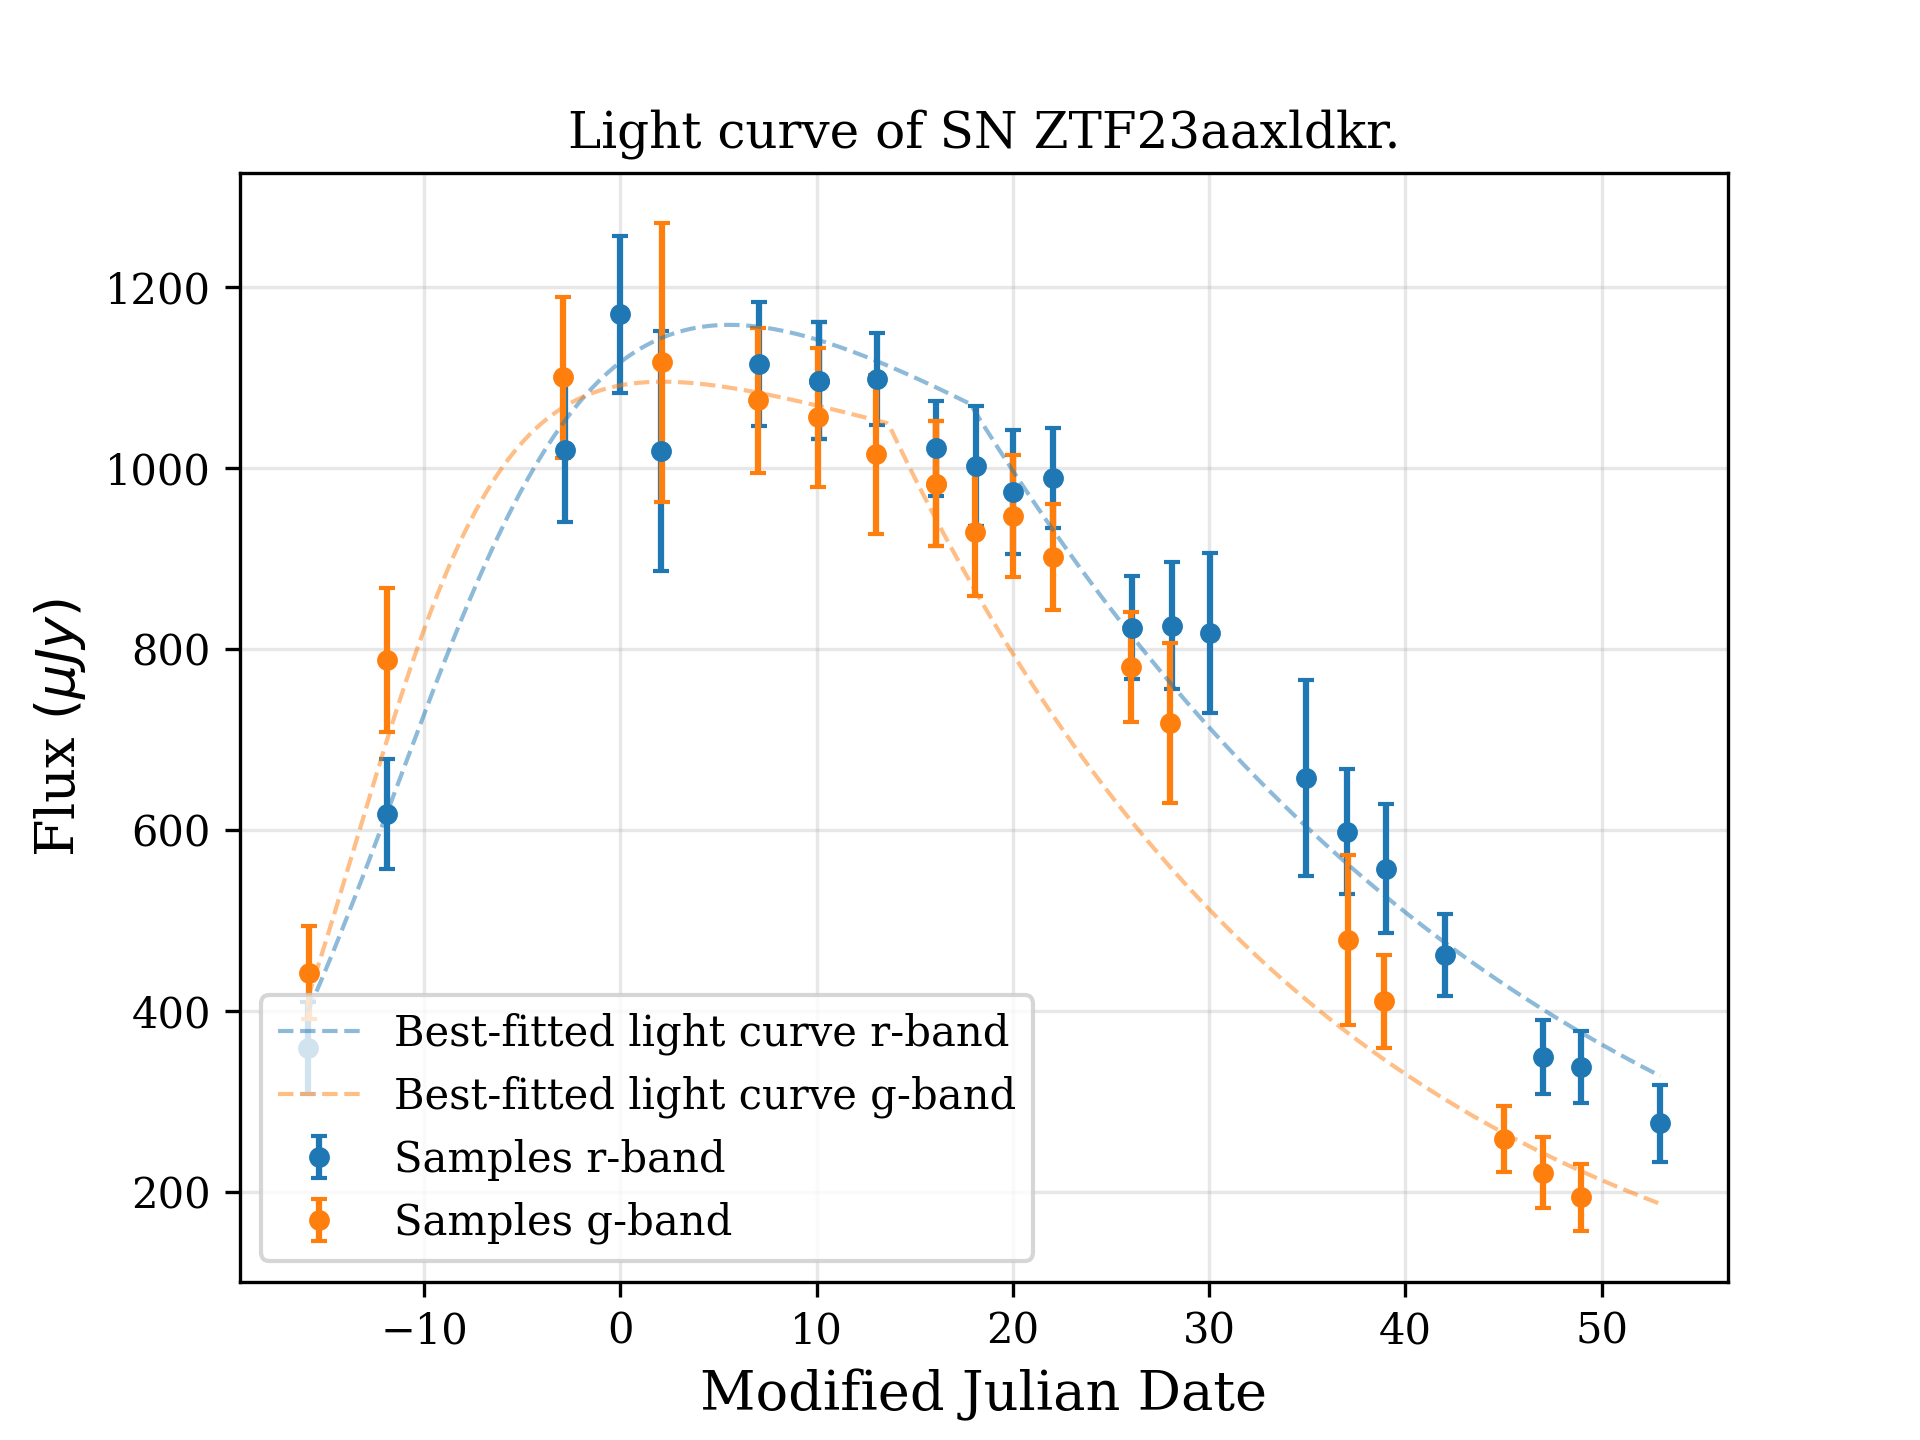 Light curve of SN ZTF23aaxldkr.
Flux (μJy)
1200
1000
800
600
400
200
Best-fitted light curve r-band
Best-fitted light curve g-band
Samples r-band
Samples g-band
−10 0 10 20 30 40 50
Modified Julian Date